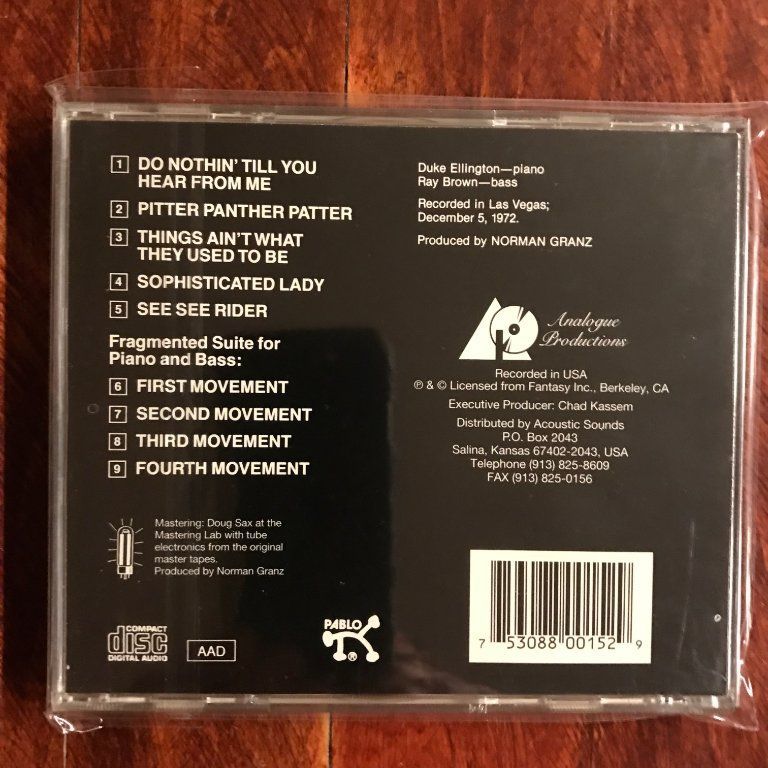 1 DO NOTHIN' TILL YOU
HEAR FROM ME
2 PITTER PANTHER PATTER
3 THINGS AIN'T WHAT
THEY USED TO BE
4 SOPHISTICATED LADY
5 SEE SEE RIDER
Fragmented Suite for
Piano and Bass:
6 FIRST MOVEMENT
7 SECOND MOVEMENT
8 THIRD MOVEMENT
9 FOURTH MOVEMENT
Mastering: Doug Sax at the
Mastering Lab with tube
electronics from the original
master tapes.
Produced by Norman Granz
COMPACT
disc
DIGITAL AUDIO
AAD
Duke Ellington—piano
Ray Brown—bass
Recorded in Las Vegas;
December 5, 1972.
Produced by NORMAN GRANZ
Analogue
Productions
Recorded in USA
℗ & © Licensed from Fantasy Inc., Berkeley, CA
Executive Producer: Chad Kassem
Distributed by Acoustic Sounds
P.O. Box 2043
Salina, Kansas 67402-2043, USA
Telephone (913) 825-8609
FAX (913) 825-0156
PABLO
®
7 53088 00152 9